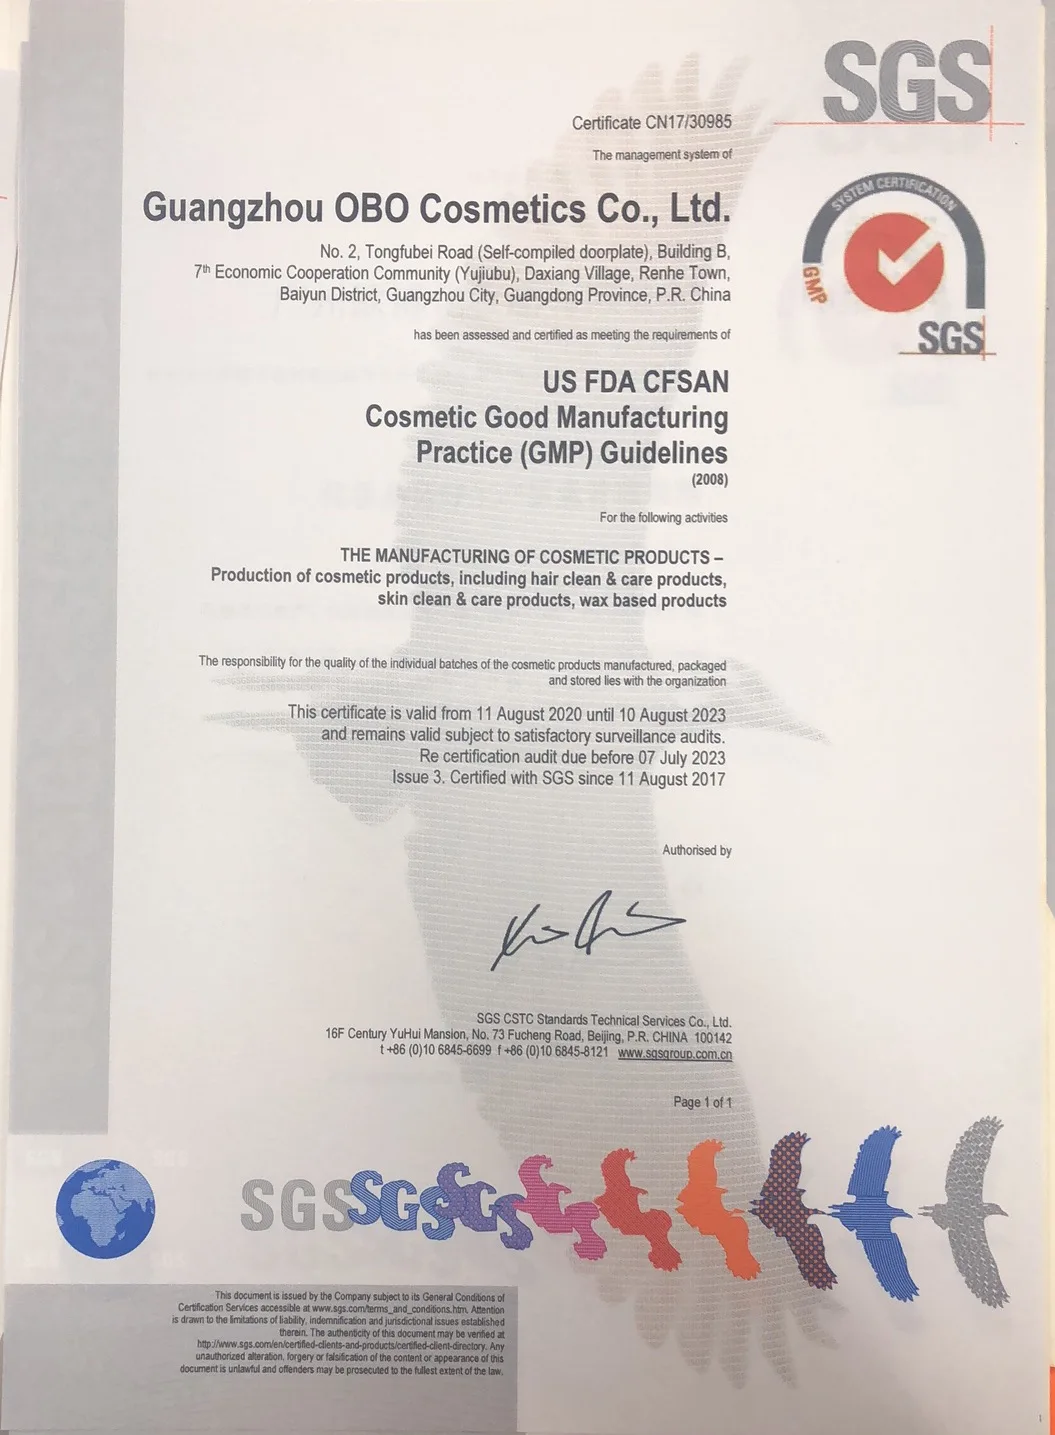 SGS
Certificate CN17/30985
The management system of
Guangzhou OBO Cosmetics Co., Ltd.
SYSTEM CERTIFICATION
GMP
SGS
No. 2, Tongfubei Road (Self-compiled doorplate), Building B,
7th Economic Cooperation Community (Yujiubu), Daxiang Village, Renhe Town,
Baiyun District, Guangzhou City, Guangdong Province, P.R. China
has been assessed and certified as meeting the requirements of
US FDA CFSAN
Cosmetic Good Manufacturing
Practice (GMP) Guidelines
(2008)
For the following activities
THE MANUFACTURING OF COSMETIC PRODUCTS –
Production of cosmetic products, including hair clean & care products,
skin clean & care products, wax based products
The responsibility for the quality of the individual batches of the cosmetic products manufactured, packaged
and stored lies with the organization
This certificate is valid from 11 August 2020 until 10 August 2023
and remains valid subject to satisfactory surveillance audits.
Re certification audit due before 07 July 2023
Issue 3. Certified with SGS since 11 August 2017
Authorised by
SGS CSTC Standards Technical Services Co., Ltd.
16F Century YuHui Mansion, No. 73 Fucheng Road, Beijing, P.R. CHINA 100142
t +86 (0)10 6845-6699 f +86 (0)10 6845-8121 www.sgsgroup.com.cn
Page 1 of 1
SGS SGS SGS
This document is issued by the Company subject to its General Conditions of
Certification Services accessible at www.sgs.com/terms_and_conditions.htm. Attention
is drawn to the limitations of liability, indemnification and jurisdictional issues established
therein. The authenticity of this document may be verified at
http://www.sgs.com/en/certified-clients-and-products/certified-client-directory. Any
unauthorized alteration, forgery or falsification of the content or appearance of this
document is unlawful and offenders may be prosecuted to the fullest extent of the law.